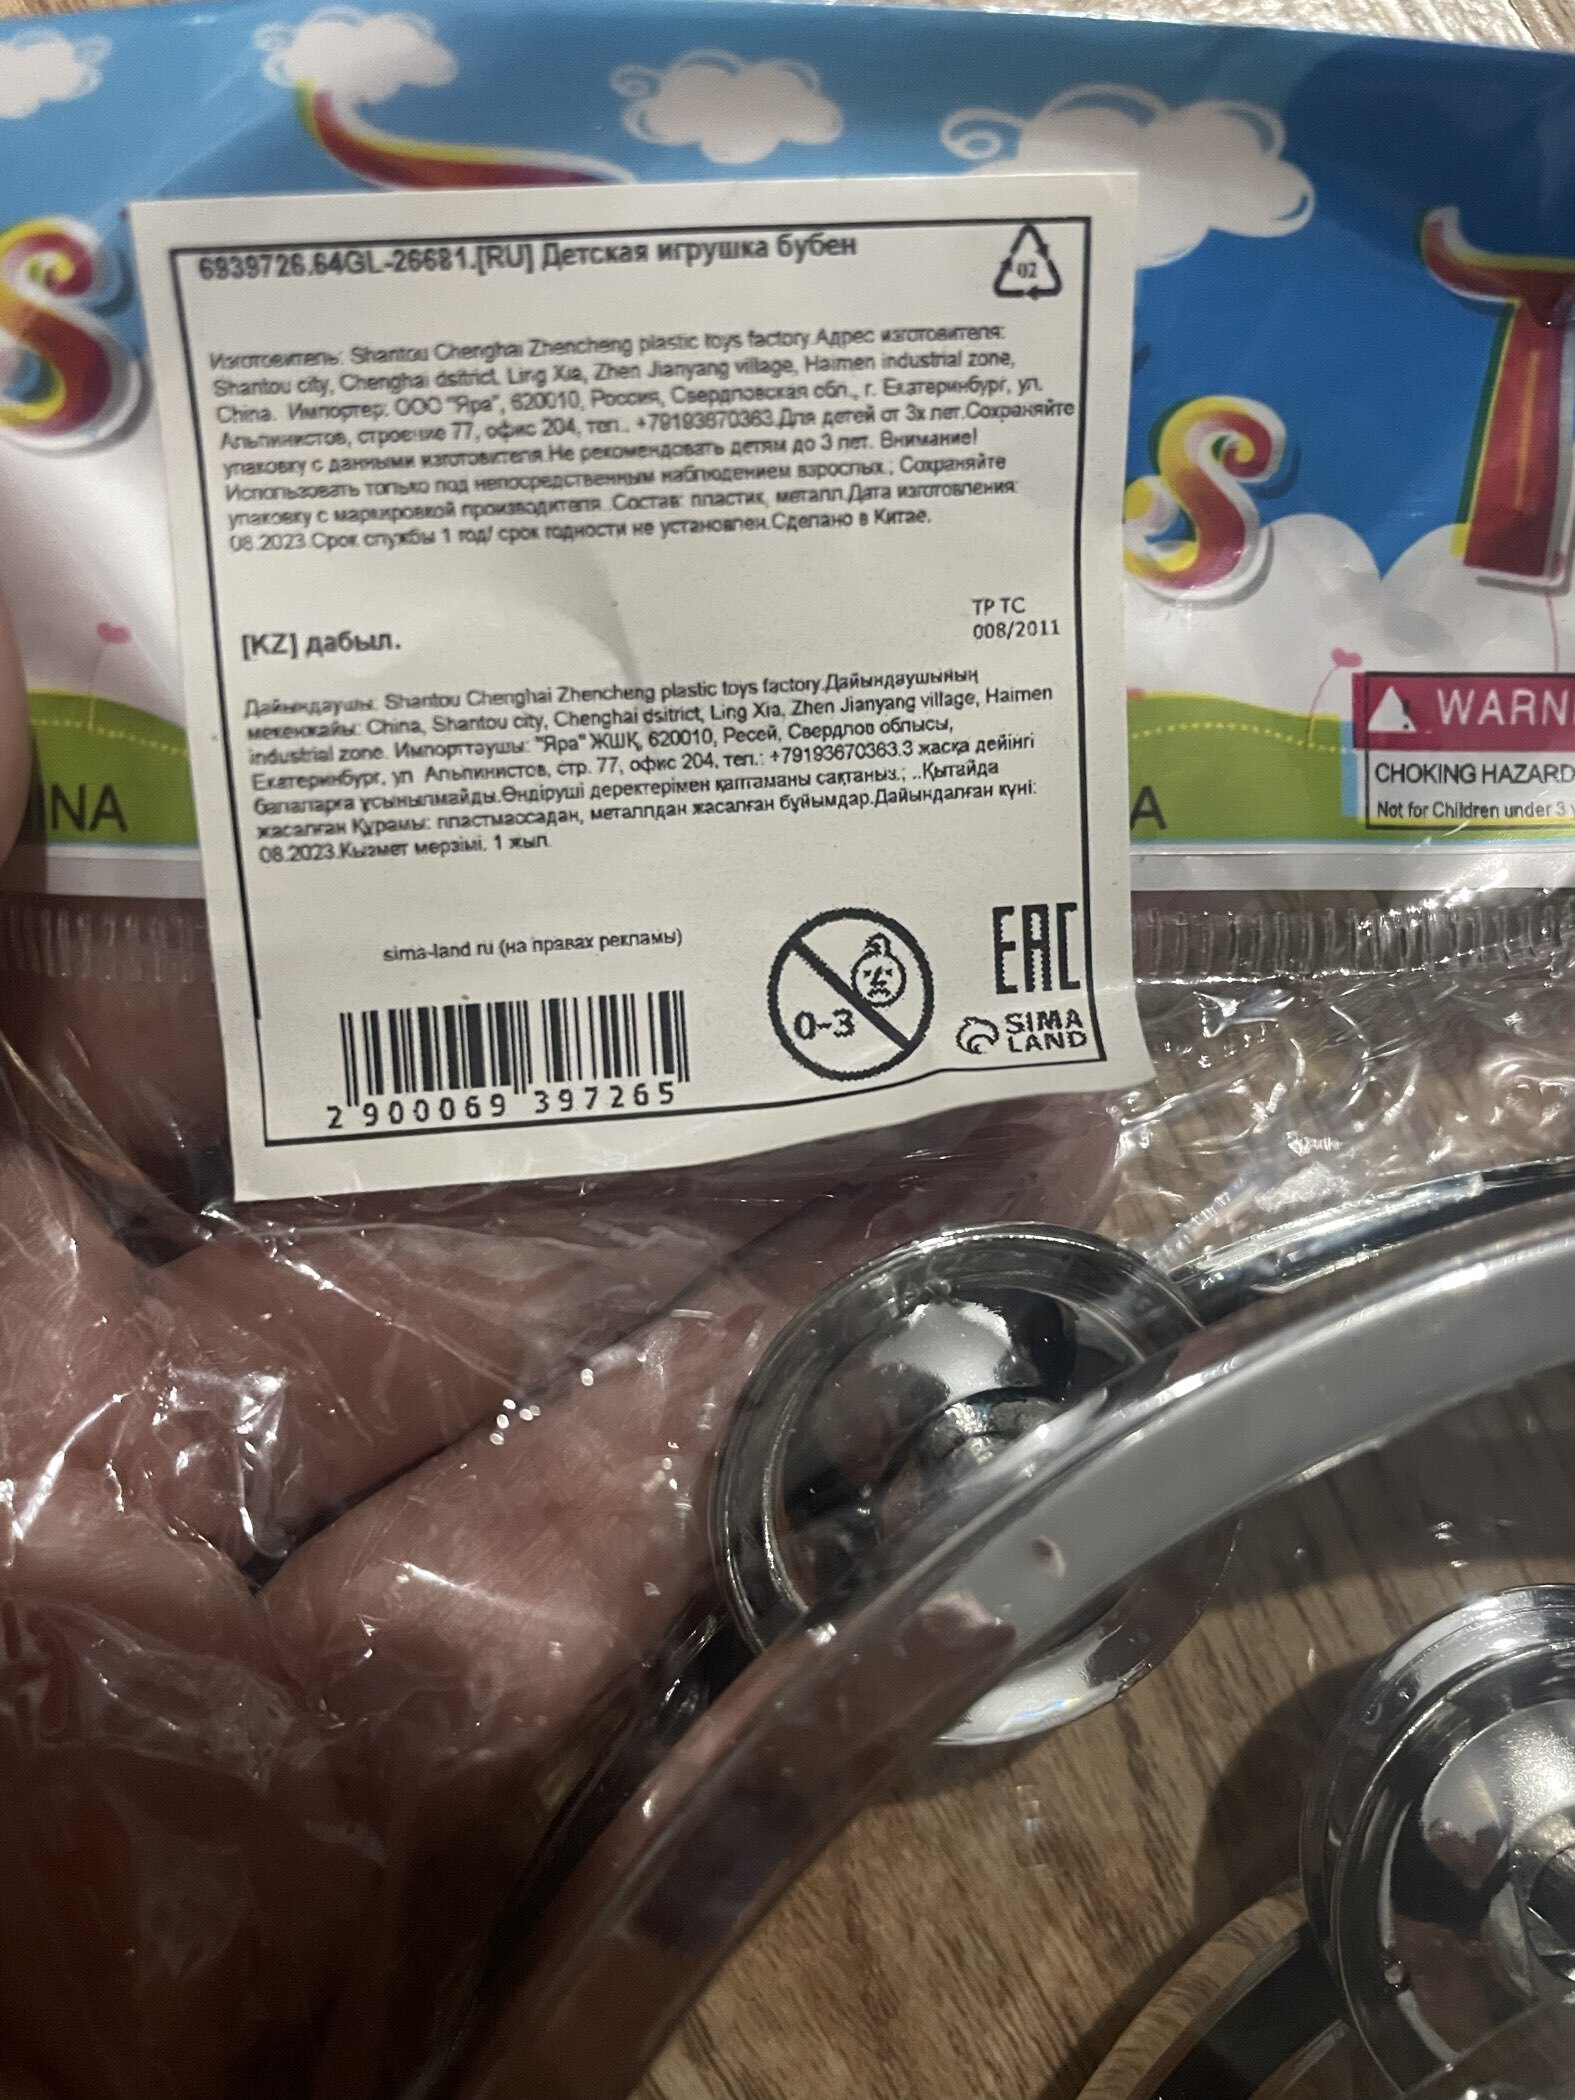 6939726.64GL-26681.[RU] Детская игрушка бубен
02
Изготовитель: Shantou Chenghai Zhencheng plastic toys factory.Адрес изготовителя:
Shantou city, Chenghai dsitrict, Ling Xia, Zhen Jianyang village, Haimen industrial zone,
China. Импортер: ООО "Яра", 620010, Россия, Свердловская обл., г. Екатеринбург, ул.
Альпинистов, строение 77, офис 204, тел.: +79193670363.Для детей от 3х лет.Сохраняйте
упаковку с данными изготовителя.Не рекомендовать детям до 3 лет. Внимание!
Использовать только под непосредственным наблюдением взрослых.; Сохраняйте
упаковку с маркировкой производителя..Состав: пластик, металл.Дата изготовления:
08.2023.Срок службы 1 год/ срок годности не установлен.Сделано в Китае.
ТР ТС
008/2011
[KZ] дабыл.
Дайындаушы: Shantou Chenghai Zhencheng plastic toys factory.Дайындаушының
мекенжайы: China, Shantou city, Chenghai dsitrict, Ling Xia, Zhen Jianyang village, Haimen
industrial zone. Импорттаушы: "Яра" ЖШҚ, 620010, Ресей, Свердлов облысы,
Екатеринбург, ул. Альпинистов, стр. 77, офис 204, тел.: +79193670363.3 жасқа дейінгі
балаларға ұсынылмайды.Өндіруші деректерімен қаптаманы сақтаныз.; ..Қытайда
жасалған Құрамы: пластмассадан, металлдан жасалған бұйымдар.Дайындалған күні:
08.2023.Кызмет мерзімі: 1 жыл.
sima-land.ru (на правах рекламы)
2 900069 397265
0-3
EAC
SIMA
LAND
S
S
T
INA
A
WARNI
CHOKING HAZARD
Not for Children under 3 y